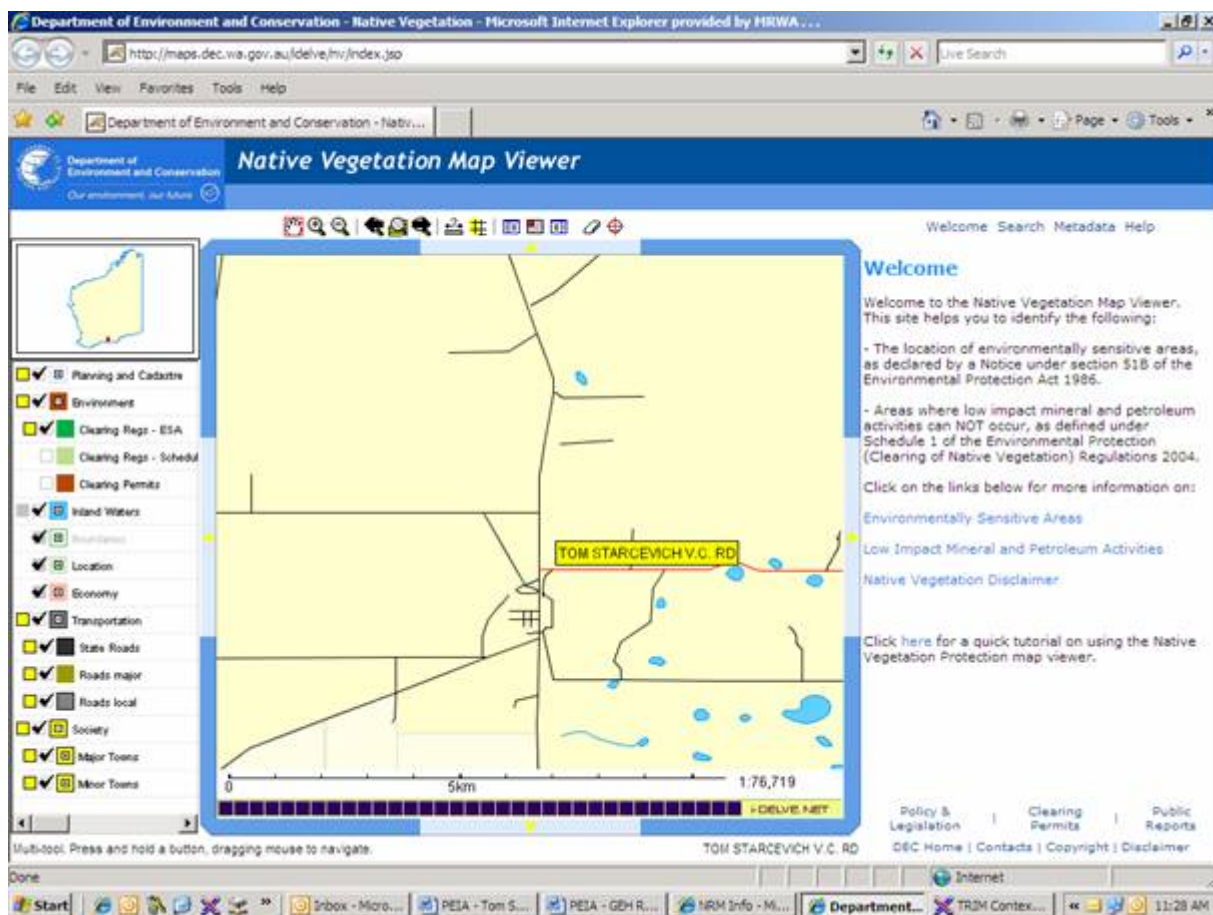 Department of Environment and Conservation - Native Vegetation - Microsoft Internet Explorer provided by MRWA . . .
http://maps.dec.wa.gov.au/idelve/nv/index.jsp
Live Search
File Edit View Favorites Tools Help
Department of Environment and Conservation - Nativ...
Page Tools
Department of
Environment and Conservation
Our environment, our future
Native Vegetation Map Viewer
Welcome Search Metadata Help
Planning and Cadastre
Environment
Clearing Regs - ESA
Clearing Regs - Schedul
Clearing Permits
Inland Waters
Boundaries
Location
Economy
Transportation
State Roads
Roads major
Roads local
Society
Major Towns
Minor Towns
TOM STARCEVICH V.C. RD
0 5km 1:76,719
i-DELVE.NET
Welcome
Welcome to the Native Vegetation Map Viewer.
This site helps you to identify the following:
- The location of environmentally sensitive areas,
as declared by a Notice under section 51B of the
Environmental Protection Act 1986.
- Areas where low impact mineral and petroleum
activities can NOT occur, as defined under
Schedule 1 of the Environmental Protection
(Clearing of Native Vegetation) Regulations 2004.
Click on the links below for more information on:
Environmentally Sensitive Areas
Low Impact Mineral and Petroleum Activities
Native Vegetation Disclaimer
Click here for a quick tutorial on using the Native
Vegetation Protection map viewer.
Policy &
Legislation | Clearing
Permits | Public
Reports
DEC Home | Contacts | Copyright | Disclaimer
Multi-tool. Press and hold a button, dragging mouse to navigate.
TOM STARCEVICH V.C. RD
Done
Internet
Start
Inbox - Micro...
PEIA - Tom S...
PEIA - GEH R...
NRM Info - M...
Department...
TRIM Contex...
11:28 AM